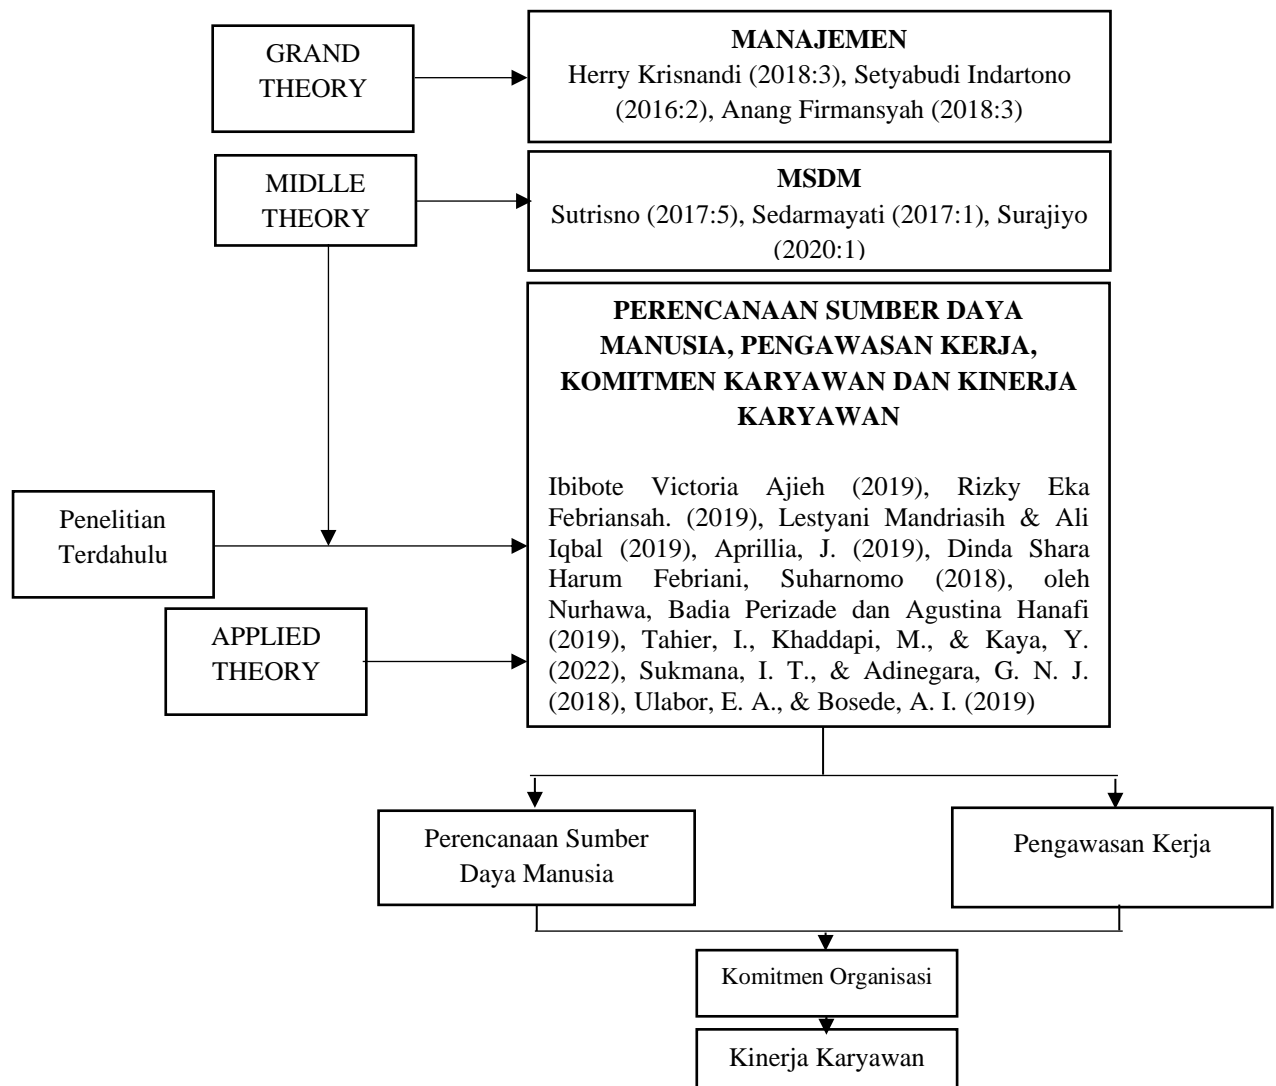 GRAND
THEORY
MANAJEMEN
Herry Krisnandi (2018:3), Setyabudi Indartono
(2016:2), Anang Firmansyah (2018:3)
MIDLLE
THEORY
MSDM
Sutrisno (2017:5), Sedarmayati (2017:1), Surajiyo
(2020:1)
PERENCANAAN SUMBER DAYA
MANUSIA, PENGAWASAN KERJA,
KOMITMEN KARYAWAN DAN KINERJA
KARYAWAN
Ibibote Victoria Ajieh (2019), Rizky Eka
Febriansah. (2019), Lestyani Mandriasih & Ali
Iqbal (2019), Aprillia, J. (2019), Dinda Shara
Harum Febriani, Suharnomo (2018), oleh
Nurhawa, Badia Perizade dan Agustina Hanafi
(2019), Tahier, I., Khaddapi, M., & Kaya, Y.
(2022), Sukmana, I. T., & Adinegara, G. N. J.
(2018), Ulabor, E. A., & Bosede, A. I. (2019)
Penelitian
Terdahulu
APPLIED
THEORY
Perencanaan Sumber
Daya Manusia
Pengawasan Kerja
Komitmen Organisasi
Kinerja Karyawan